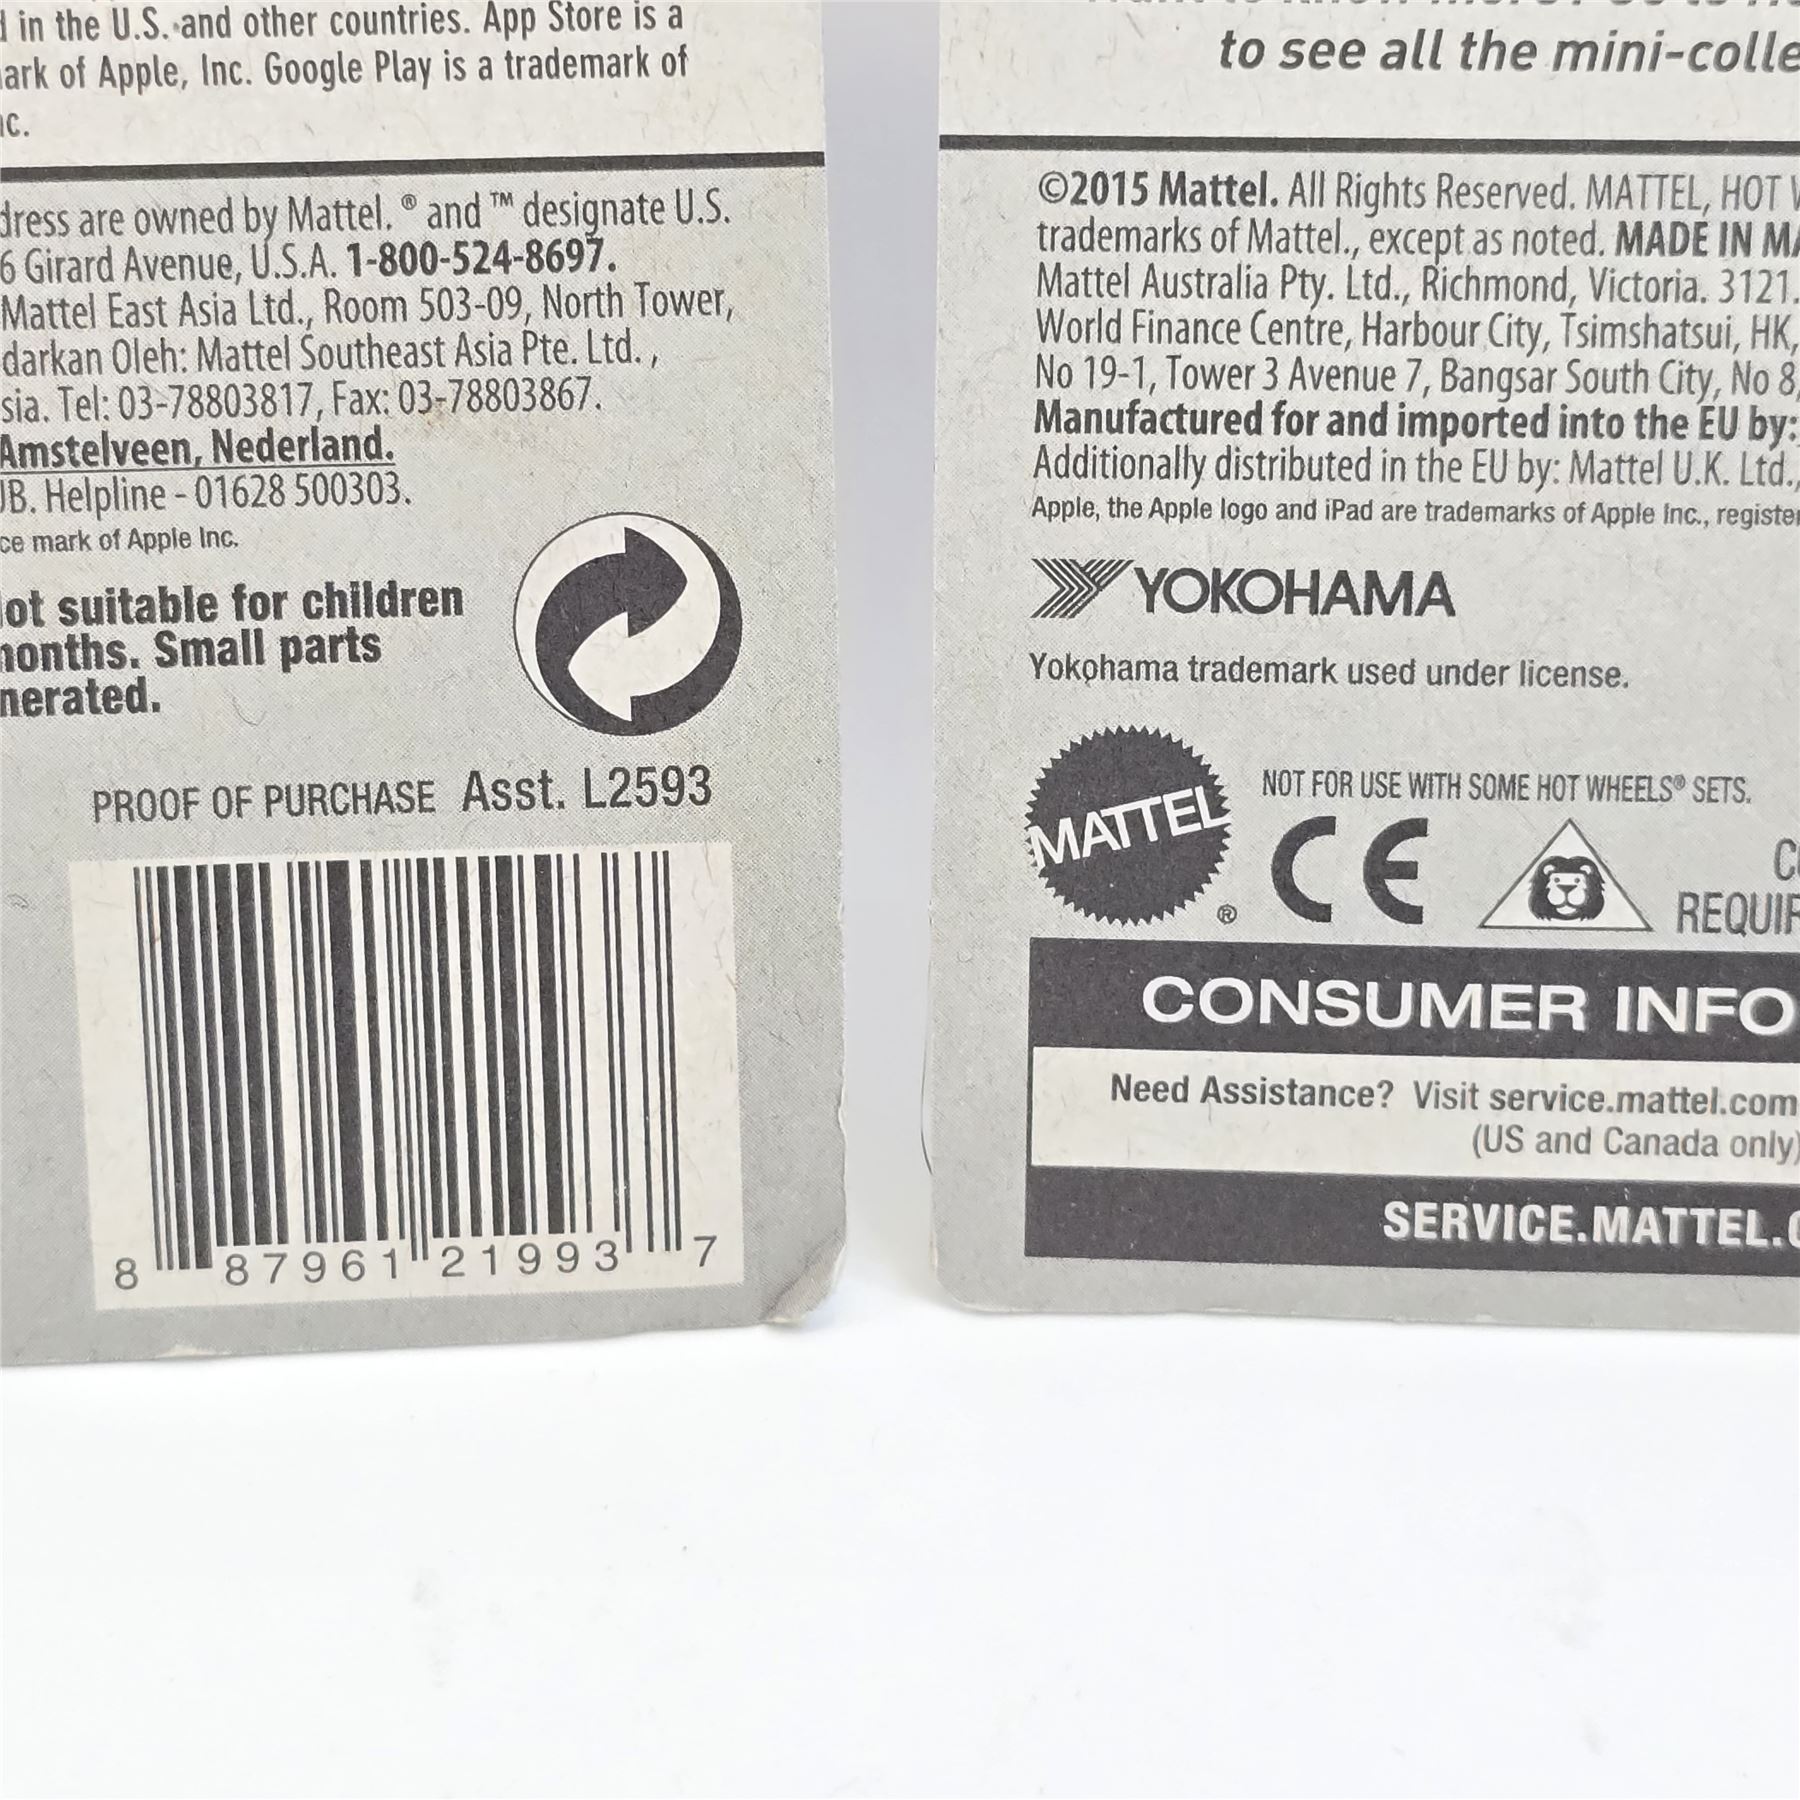 in the U.S. and other countries. App Store is a
of Apple, Inc. Google Play is a trademark of
are owned by Mattel. ® and ™ designate U.S.
6 Girard Avenue, U.S.A. 1-800-524-8697.
Mattel East Asia Ltd., Room 503-09, North Tower,
darkan Oleh: Mattel Southeast Asia Pte. Ltd. ,
sia. Tel: 03-78803817, Fax: 03-78803867.
Amstelveen, Nederland.
JB. Helpline - 01628 500303.
ce mark of Apple Inc.
ot suitable for children
months. Small parts
nerated.
PROOF OF PURCHASE Asst. L2593
8 87961 21993 7
to see all the mini-colle
©2015 Mattel. All Rights Reserved. MATTEL, HOT
trademarks of Mattel., except as noted. MADE IN MA
Mattel Australia Pty. Ltd., Richmond, Victoria. 3121.
World Finance Centre, Harbour City, Tsimshatsui, HK,
No 19-1, Tower 3 Avenue 7, Bangsar South City, No 8,
Manufactured for and imported into the EU by:
Additionally distributed in the EU by: Mattel U.K. Ltd.,
Apple, the Apple logo and iPad are trademarks of Apple Inc., register
YOKOHAMA
Yokohama trademark used under license.
MATTEL ®
NOT FOR USE WITH SOME HOT WHEELS® SETS.
CE
REQUIR
CONSUMER INFO
Need Assistance? Visit service.mattel.com
(US and Canada only)
SERVICE.MATTEL.C